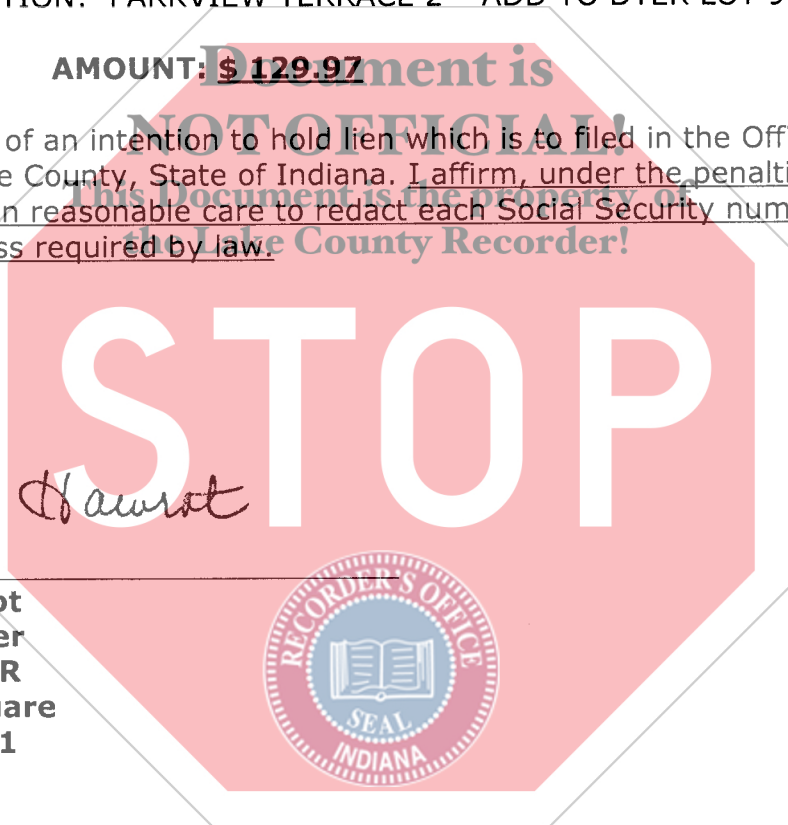 TION: PARKVIEW TERRACE 2 ADD TO DYER LOT 9
AMOUNT: $ 129.97
Document is
NOT OFFICIAL!
This Document is the property of
the Lake County Recorder!
of an intention to hold lien which is to filed in the Off
e County, State of Indiana. I affirm, under the penalti
n reasonable care to redact each Social Security num
ss required by law.
STOP
Hawrot
ot
er
R
uare
1
RECORDER'S OFFICE
SEAL
INDIANA